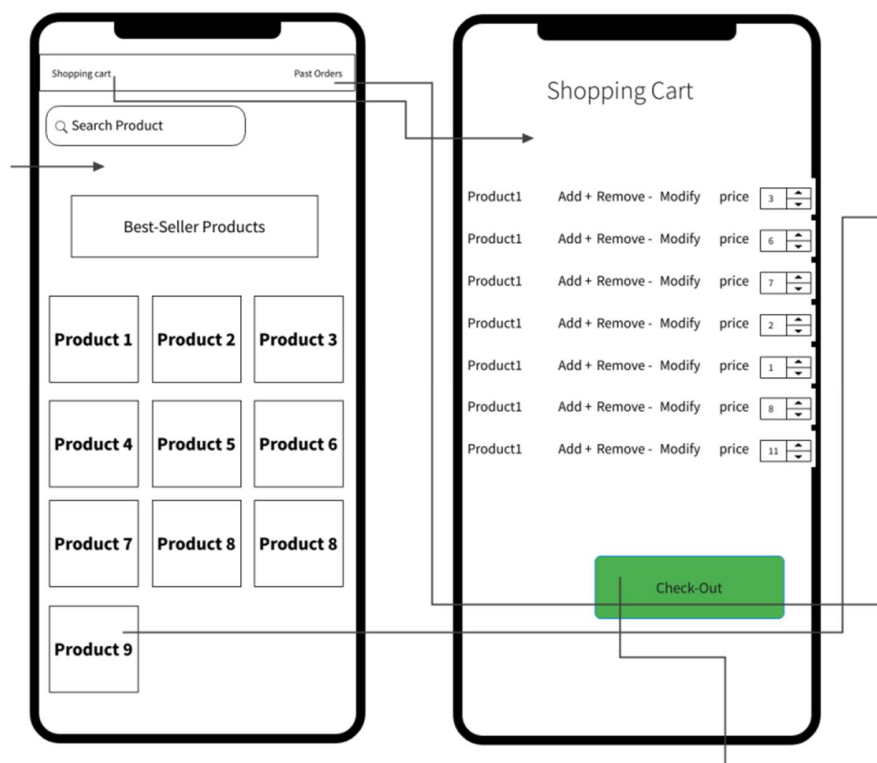 Shopping cart Past Orders
Search Product
Best-Seller Products
Product 1 Product 2 Product 3
Product 4 Product 5 Product 6
Product 7 Product 8 Product 8
Product 9
Shopping Cart
Product1 Add + Remove - Modify price 3
Product1 Add + Remove - Modify price 6
Product1 Add + Remove - Modify price 7
Product1 Add + Remove - Modify price 2
Product1 Add + Remove - Modify price 1
Product1 Add + Remove - Modify price 8
Product1 Add + Remove - Modify price 11
Check-Out